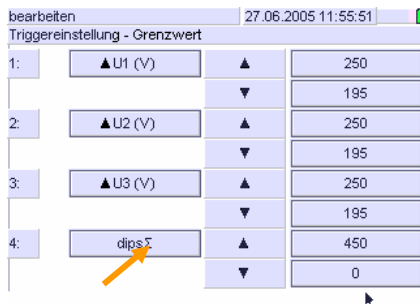 bearbeiten 27.06.2005 11:55:51
Triggereinstellung - Grenzwert
1: ▲U1 (V) ▲ 250
▼ 195
2: ▲U2 (V) ▲ 250
▼ 195
3: ▲U3 (V) ▲ 250
▼ 195
4: dipsΣ ▲ 450
▼ 0